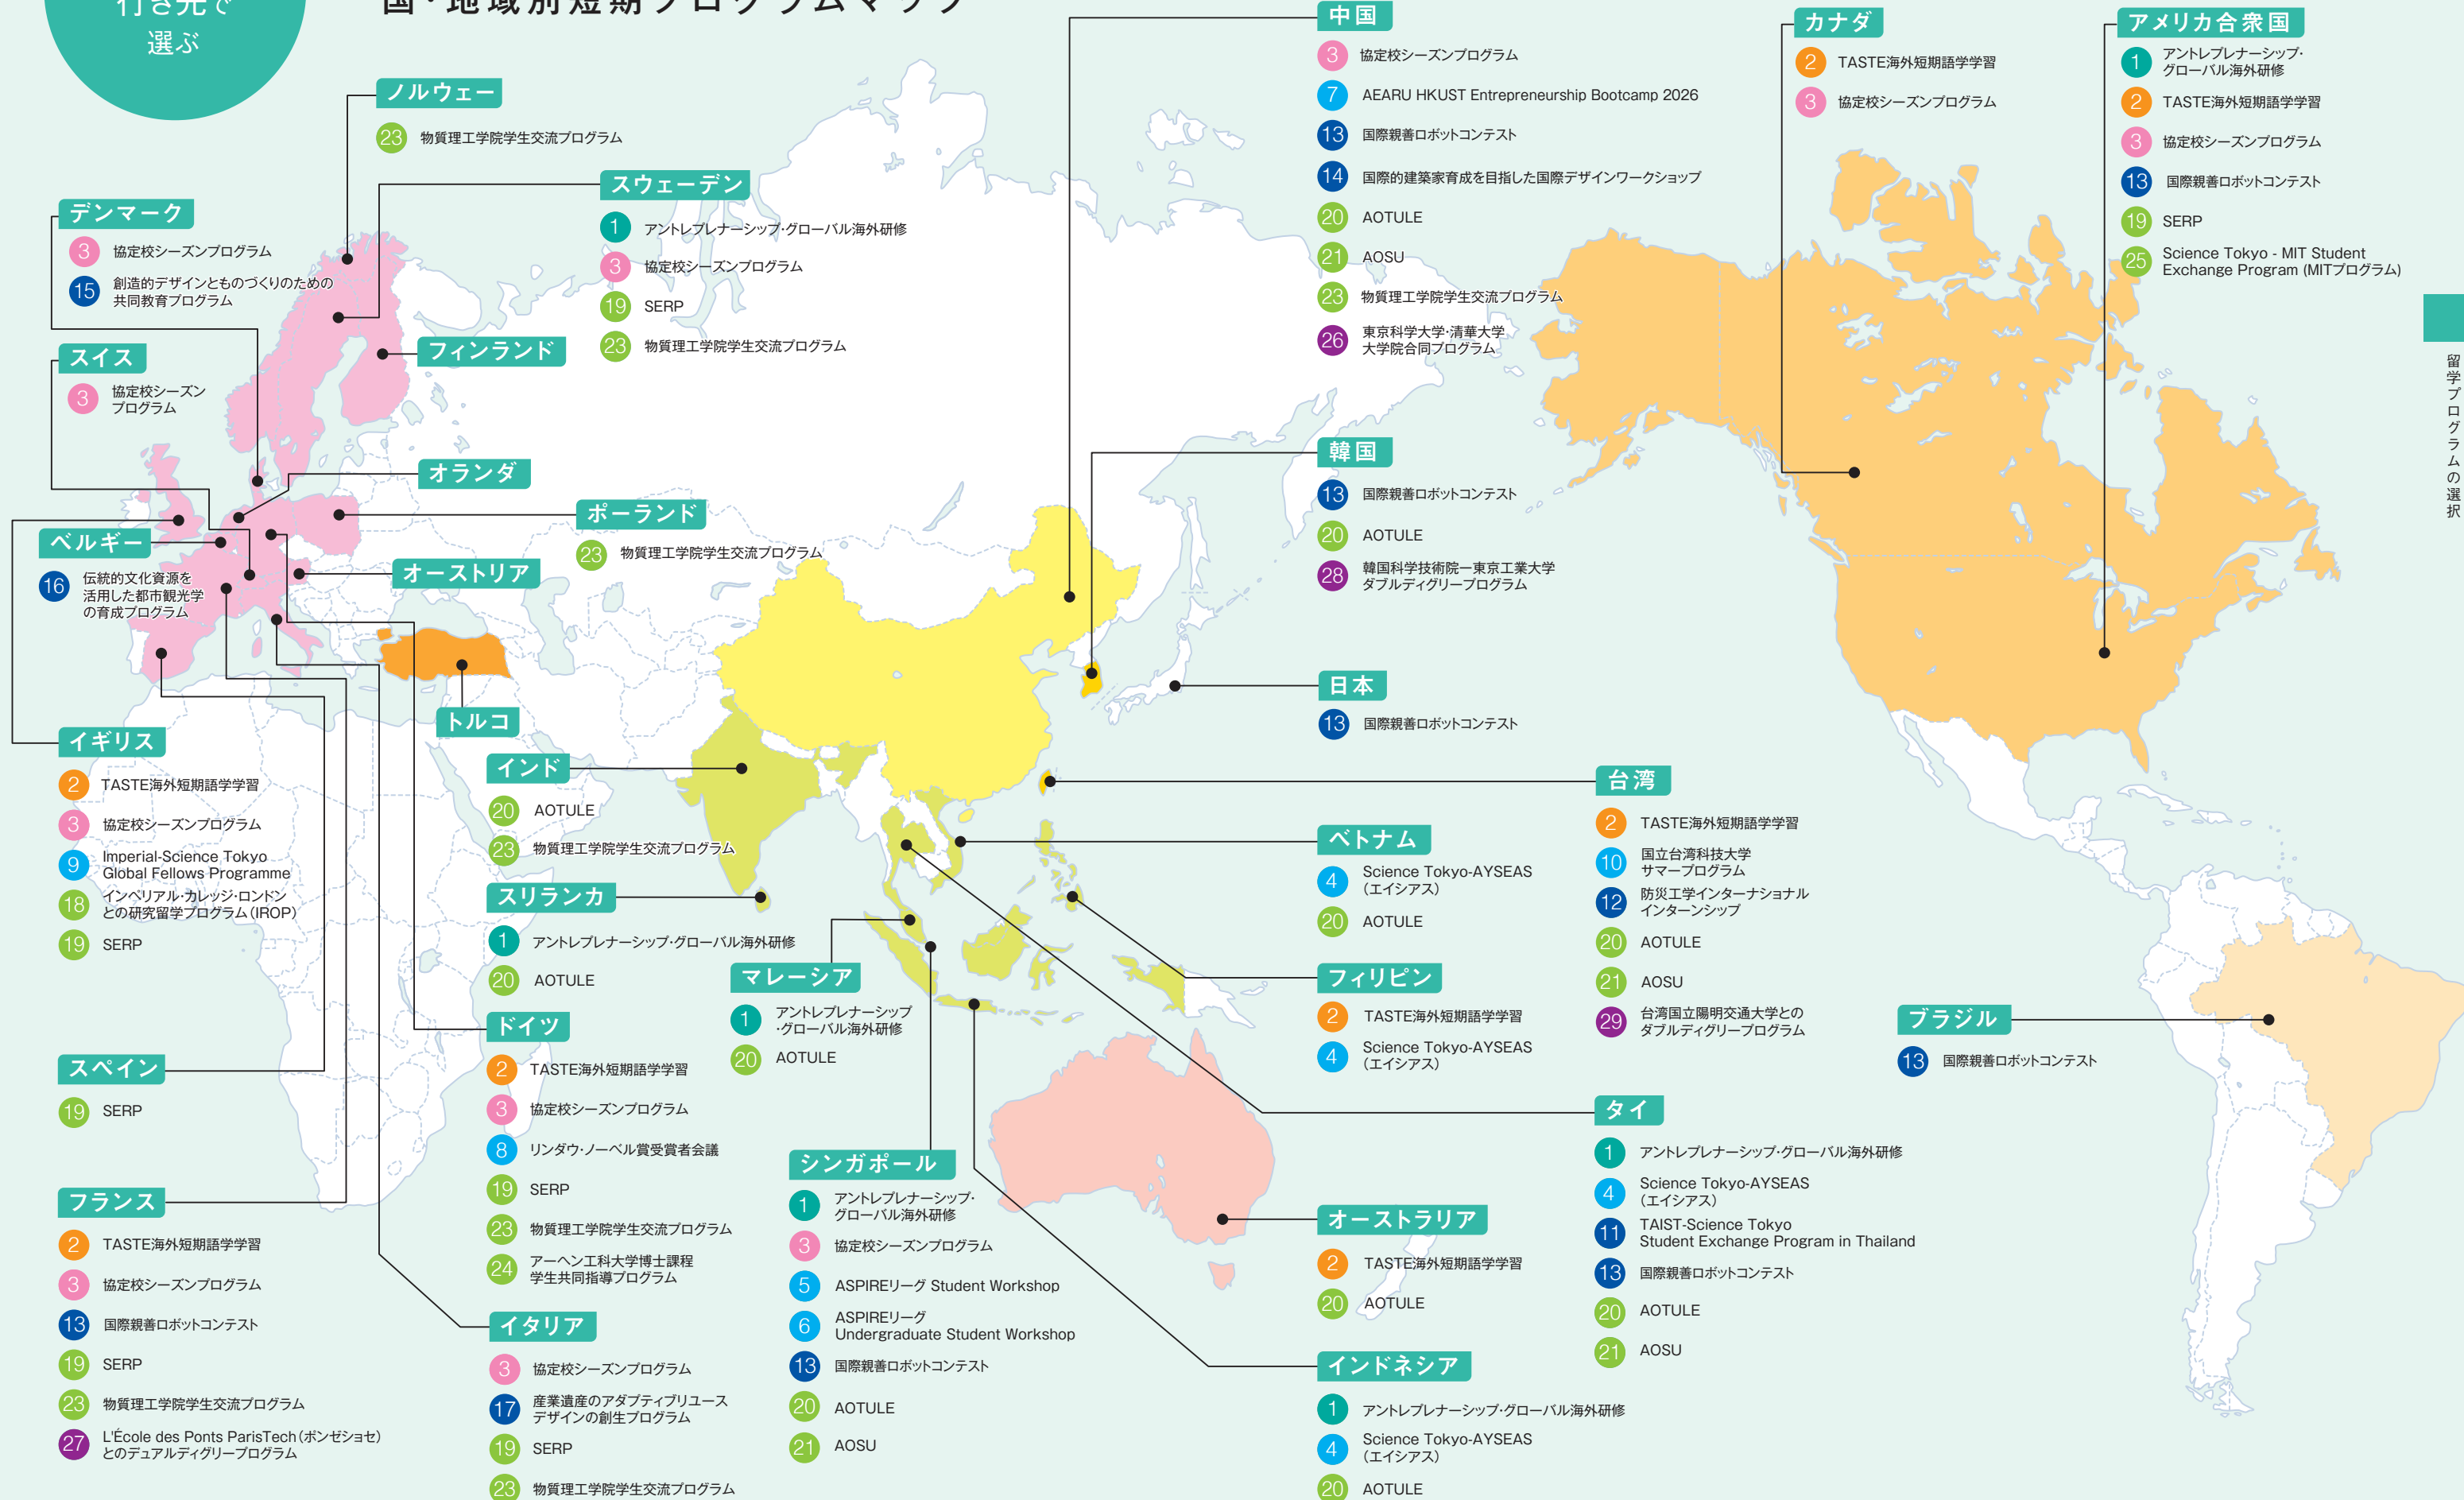 行き先で
選ぶ
国・地域別短期プログラムマップ
ノルウェー
23 物質理工学院学生交流プログラム
スウェーデン
1 アントレプレナーシップ・グローバル海外研修
3 協定校シーズンプログラム
19 SERP
23 物質理工学院学生交流プログラム
デンマーク
3 協定校シーズンプログラム
15 創造的デザインとものづくりのための
共同教育プログラム
フィンランド
スイス
3 協定校シーズン
プログラム
オランダ
ポーランド
23 物質理工学院学生交流プログラム
ベルギー
16 伝統的文化資源を
活用した都市観光学
の育成プログラム
オーストリア
トルコ
イギリス
2 TASTE海外短期語学学習
3 協定校シーズンプログラム
9 Imperial-Science Tokyo
Global Fellows Programme
18 インペリアル・カレッジ・ロンドン
との研究留学プログラム(IROP)
19 SERP
スペイン
19 SERP
フランス
2 TASTE海外短期語学学習
3 協定校シーズンプログラム
13 国際親善ロボットコンテスト
19 SERP
23 物質理工学院学生交流プログラム
27 L'École des Ponts ParisTech(ポンゼショセ)
とのデュアルディグリープログラム
インド
20 AOTULE
23 物質理工学院学生交流プログラム
スリランカ
1 アントレプレナーシップ・グローバル海外研修
20 AOTULE
ドイツ
2 TASTE海外短期語学学習
3 協定校シーズンプログラム
8 リンダウ・ノーベル賞受賞者会議
19 SERP
23 物質理工学院学生交流プログラム
24 アーヘン工科大学博士課程
学生共同指導プログラム
イタリア
3 協定校シーズンプログラム
17 産業遺産のアダプティブリユース
デザインの創生プログラム
19 SERP
23 物質理工学院学生交流プログラム
マレーシア
1 アントレプレナーシップ
・グローバル海外研修
20 AOTULE
シンガポール
1 アントレプレナーシップ・
グローバル海外研修
3 協定校シーズンプログラム
5 ASPIREリーグ Student Workshop
6 ASPIREリーグ
Undergraduate Student Workshop
13 国際親善ロボットコンテスト
20 AOTULE
21 AOSU
中国
3 協定校シーズンプログラム
7 AEARU HKUST Entrepreneurship Bootcamp 2026
13 国際親善ロボットコンテスト
14 国際的建築家育成を目指した国際デザインワークショップ
20 AOTULE
21 AOSU
23 物質理工学院学生交流プログラム
26 東京科学大学・清華大学
大学院合同プログラム
韓国
13 国際親善ロボットコンテスト
20 AOTULE
28 韓国科学技術院ー東京工業大学
ダブルディグリープログラム
日本
13 国際親善ロボットコンテスト
ベトナム
4 Science Tokyo-AYSEAS
(エイシアス)
20 AOTULE
フィリピン
2 TASTE海外短期語学学習
4 Science Tokyo-AYSEAS
(エイシアス)
オーストラリア
2 TASTE海外短期語学学習
20 AOTULE
インドネシア
1 アントレプレナーシップ・グローバル海外研修
4 Science Tokyo-AYSEAS
(エイシアス)
20 AOTULE
台湾
2 TASTE海外短期語学学習
10 国立台湾科技大学
サマープログラム
12 防災工学インターナショナル
インターンシップ
20 AOTULE
21 AOSU
29 台湾国立陽明交通大学との
ダブルディグリープログラム
タイ
1 アントレプレナーシップ・グローバル海外研修
4 Science Tokyo-AYSEAS
(エイシアス)
11 TAIST-Science Tokyo
Student Exchange Program in Thailand
13 国際親善ロボットコンテスト
20 AOTULE
21 AOSU
カナダ
2 TASTE海外短期語学学習
3 協定校シーズンプログラム
アメリカ合衆国
1 アントレプレナーシップ・
グローバル海外研修
2 TASTE海外短期語学学習
3 協定校シーズンプログラム
13 国際親善ロボットコンテスト
19 SERP
25 Science Tokyo - MIT Student
Exchange Program (MITプログラム)
ブラジル
13 国際親善ロボットコンテスト
留学プログラムの選択